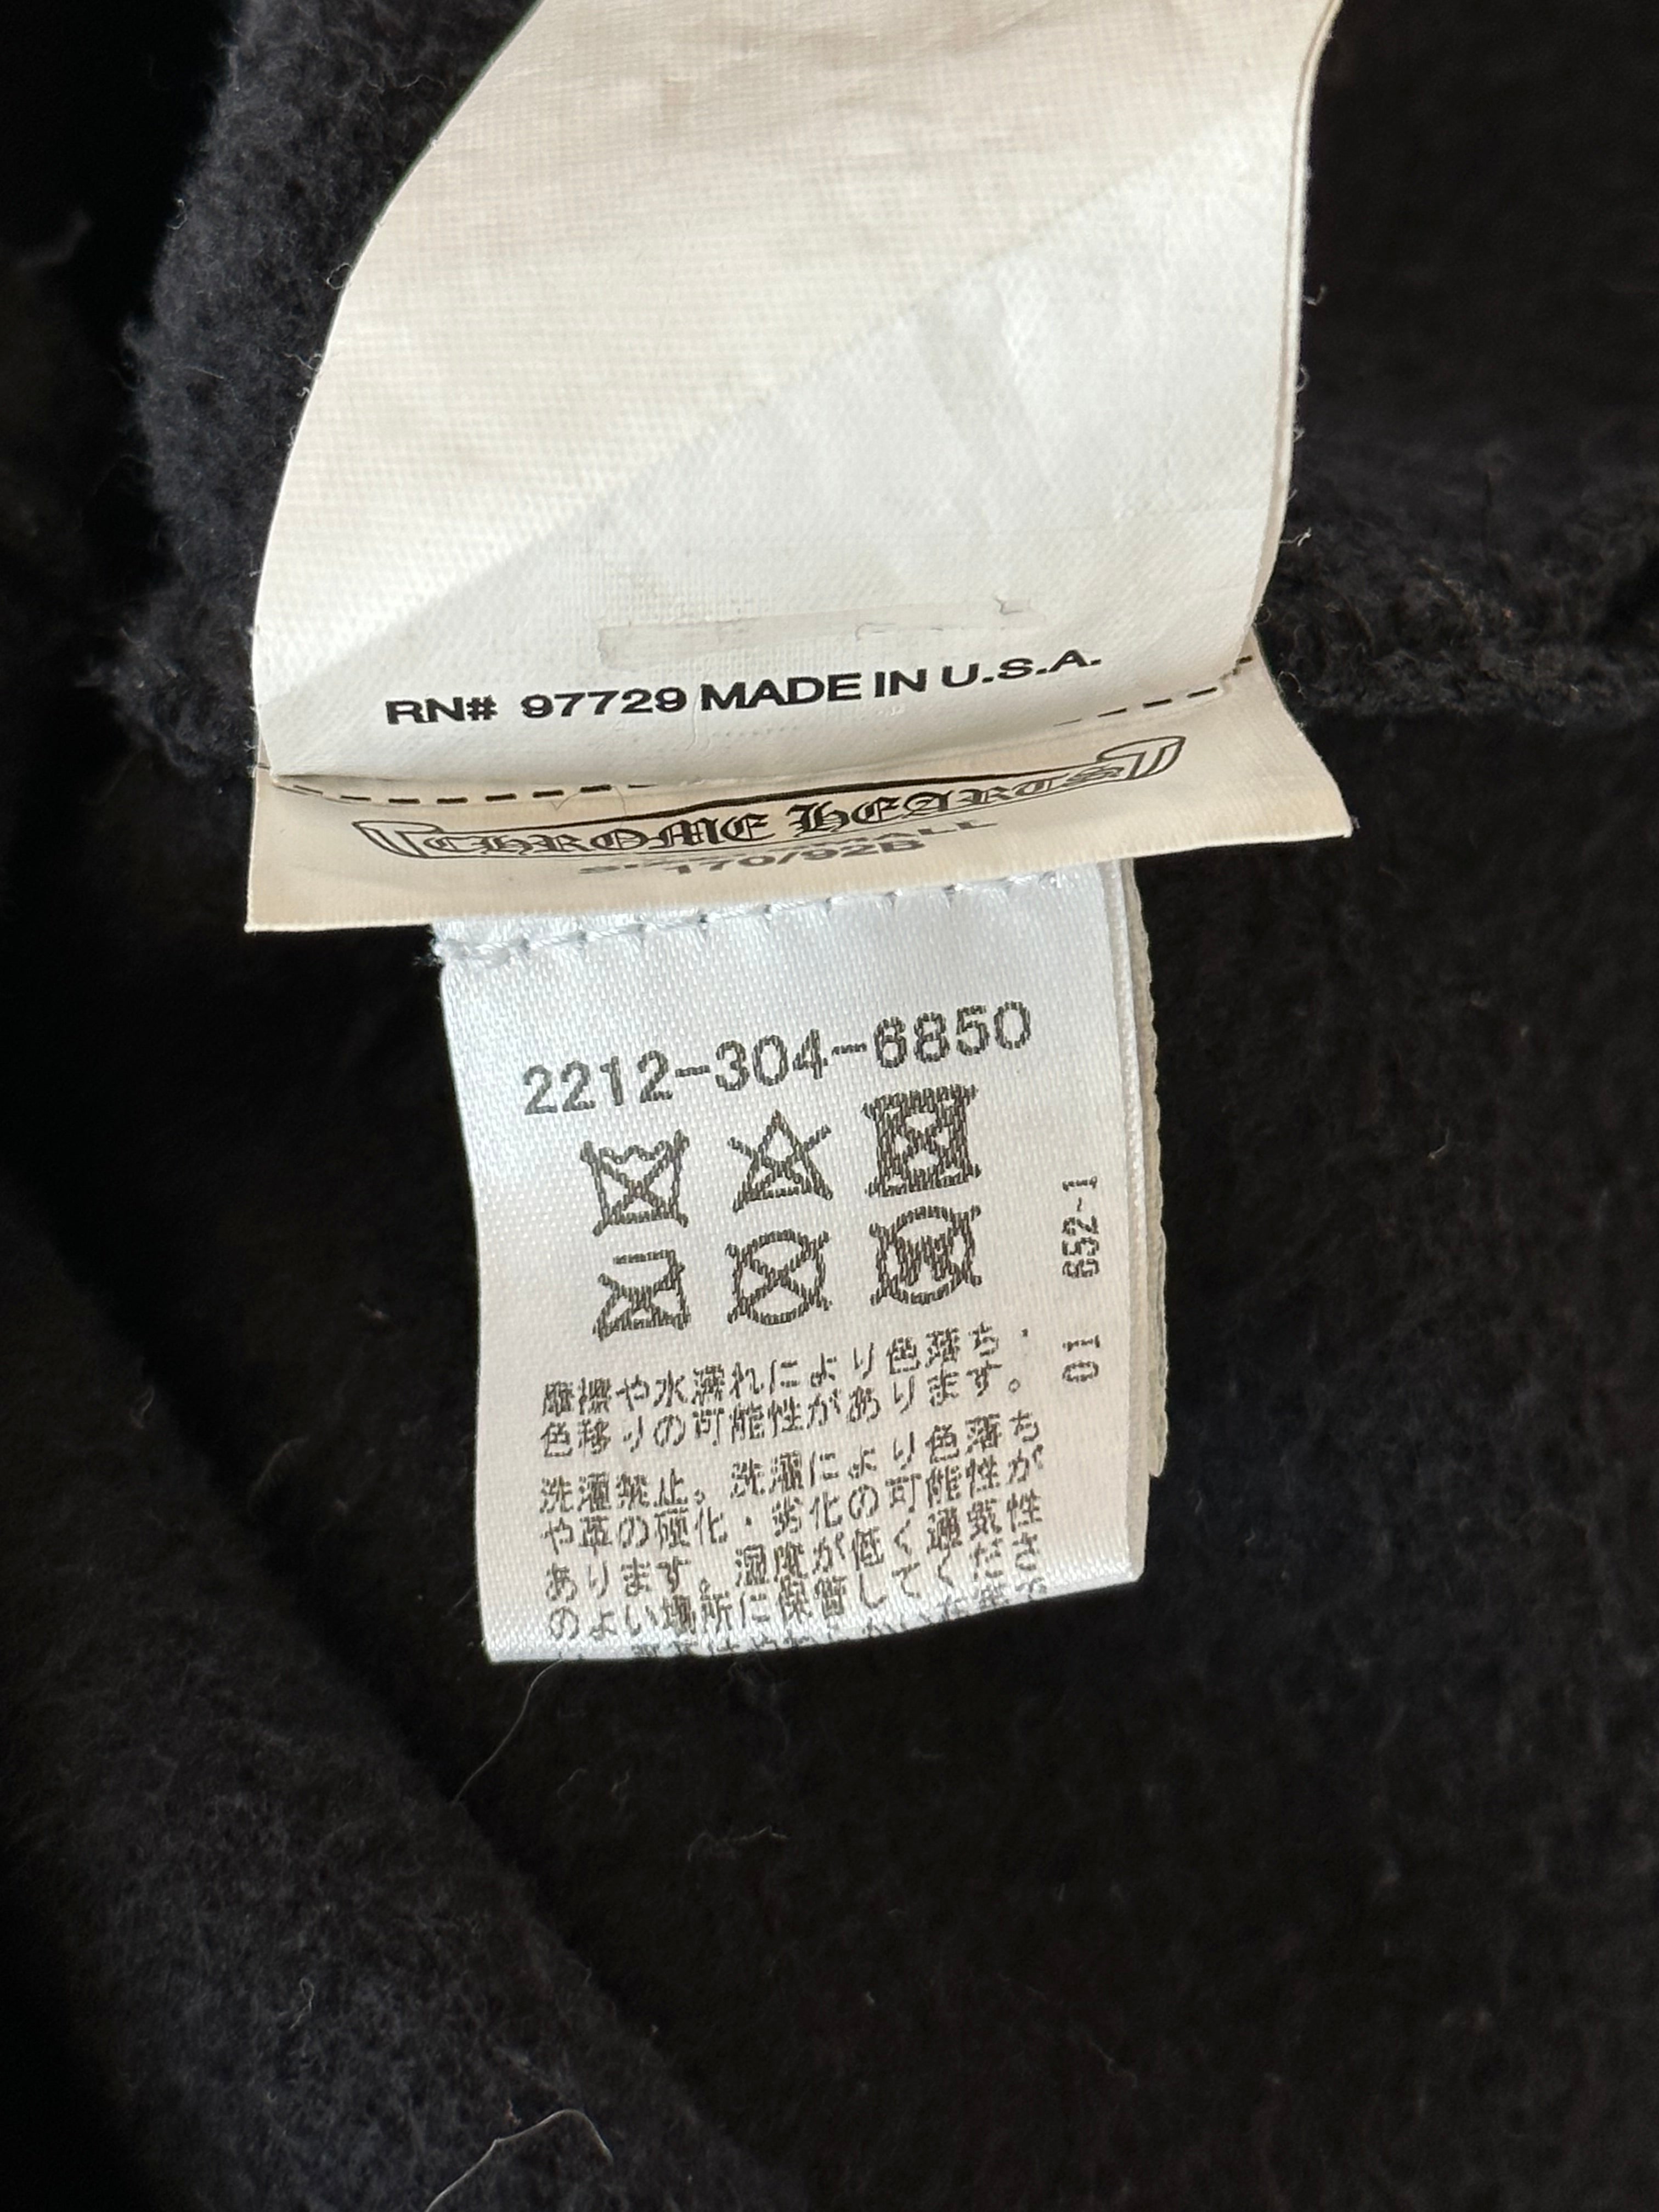 RN# 97729 MADE IN U.S.A.
CHROME HEARTS
170/92B
2212-304-6850
652-1
01
摩擦や水濡れにより色落ち・
色移りの可能性があります。
洗濯禁止。洗濯により色落ち
や革の硬化・劣化の可能性が
あります。湿度が低く通気性
のよい場所に保管してくださ